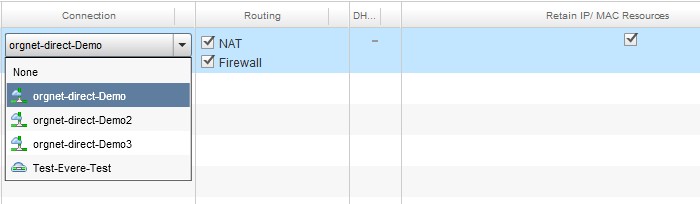 Connection Routing DH... Retain IP/ MAC Resources
orgnet-direct-Demo NAT –
Firewall
None
orgnet-direct-Demo
orgnet-direct-Demo2
orgnet-direct-Demo3
Test-Evere-Test